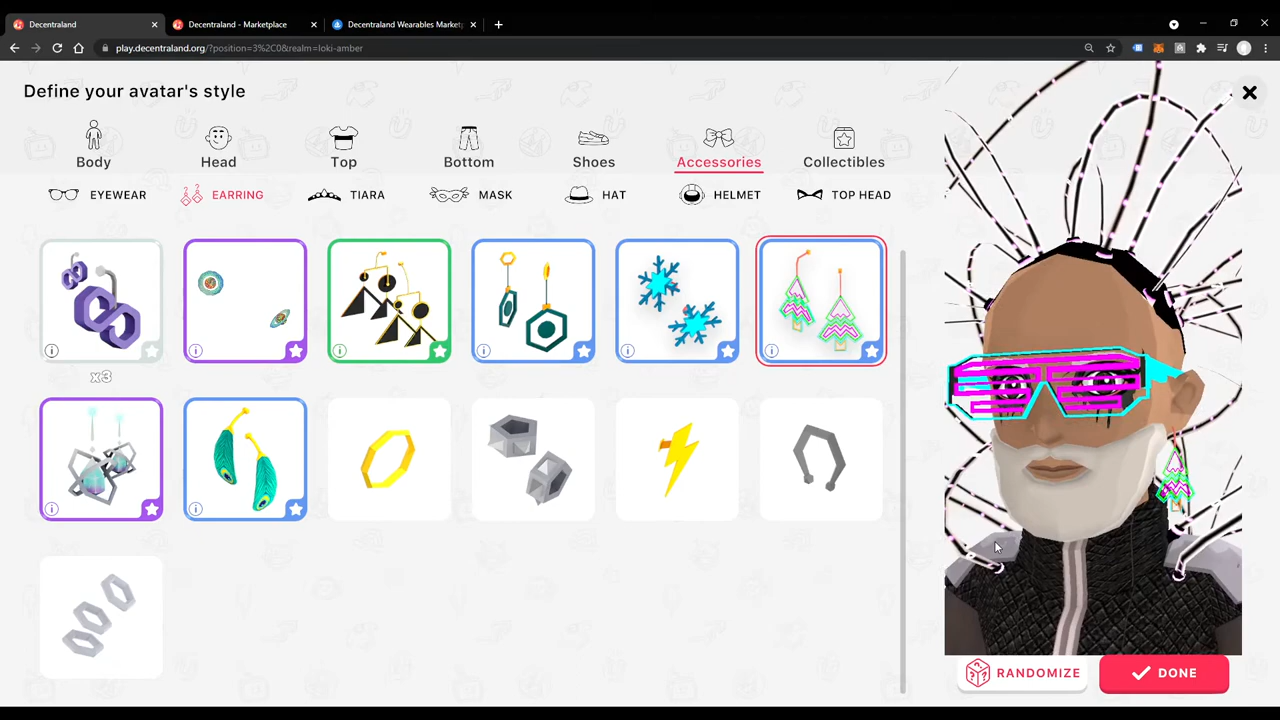 Decentraland
Decentraland - Marketplace
Decentraland Wearables Market
play.decentraland.org/?position=3%2C0&realm=loki-amber
Define your avatar's style
Body Head Top Bottom Shoes Accessories Collectibles
EYEWEAR EARRING TIARA MASK HAT HELMET TOP HEAD
x3
RANDOMIZE
DONE